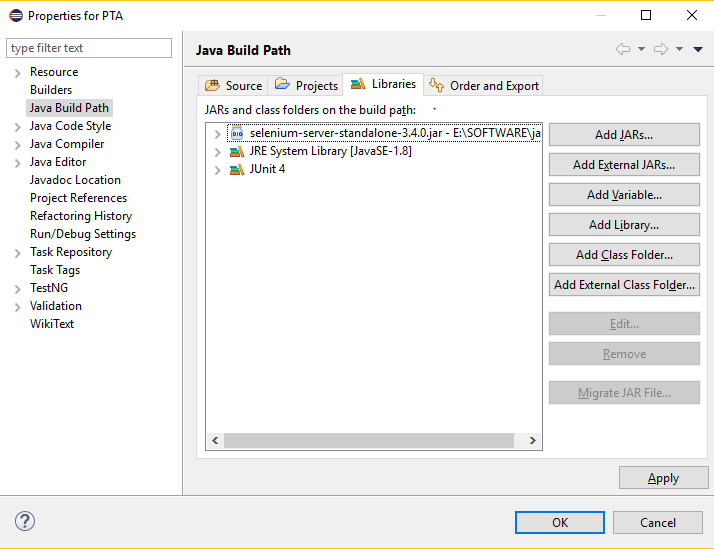 Properties for PTA
type filter text
Resource
Builders
Java Build Path
Java Code Style
Java Compiler
Java Editor
Javadoc Location
Project References
Refactoring History
Run/Debug Settings
Task Repository
Task Tags
TestNG
Validation
WikiText
Java Build Path
Source
Projects
Libraries
Order and Export
JARs and class folders on the build path:
selenium-server-standalone-3.4.0.jar - E:\SOFTWARE\ja
JRE System Library [JavaSE-1.8]
JUnit 4
Add JARs...
Add External JARs...
Add Variable...
Add Library...
Add Class Folder...
Add External Class Folder...
Edit...
Remove
Migrate JAR File...
Apply
?
OK
Cancel